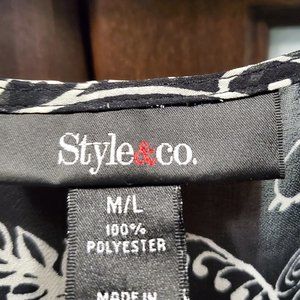 Style&co.
M/L
100%
POLYESTER
MADE IN